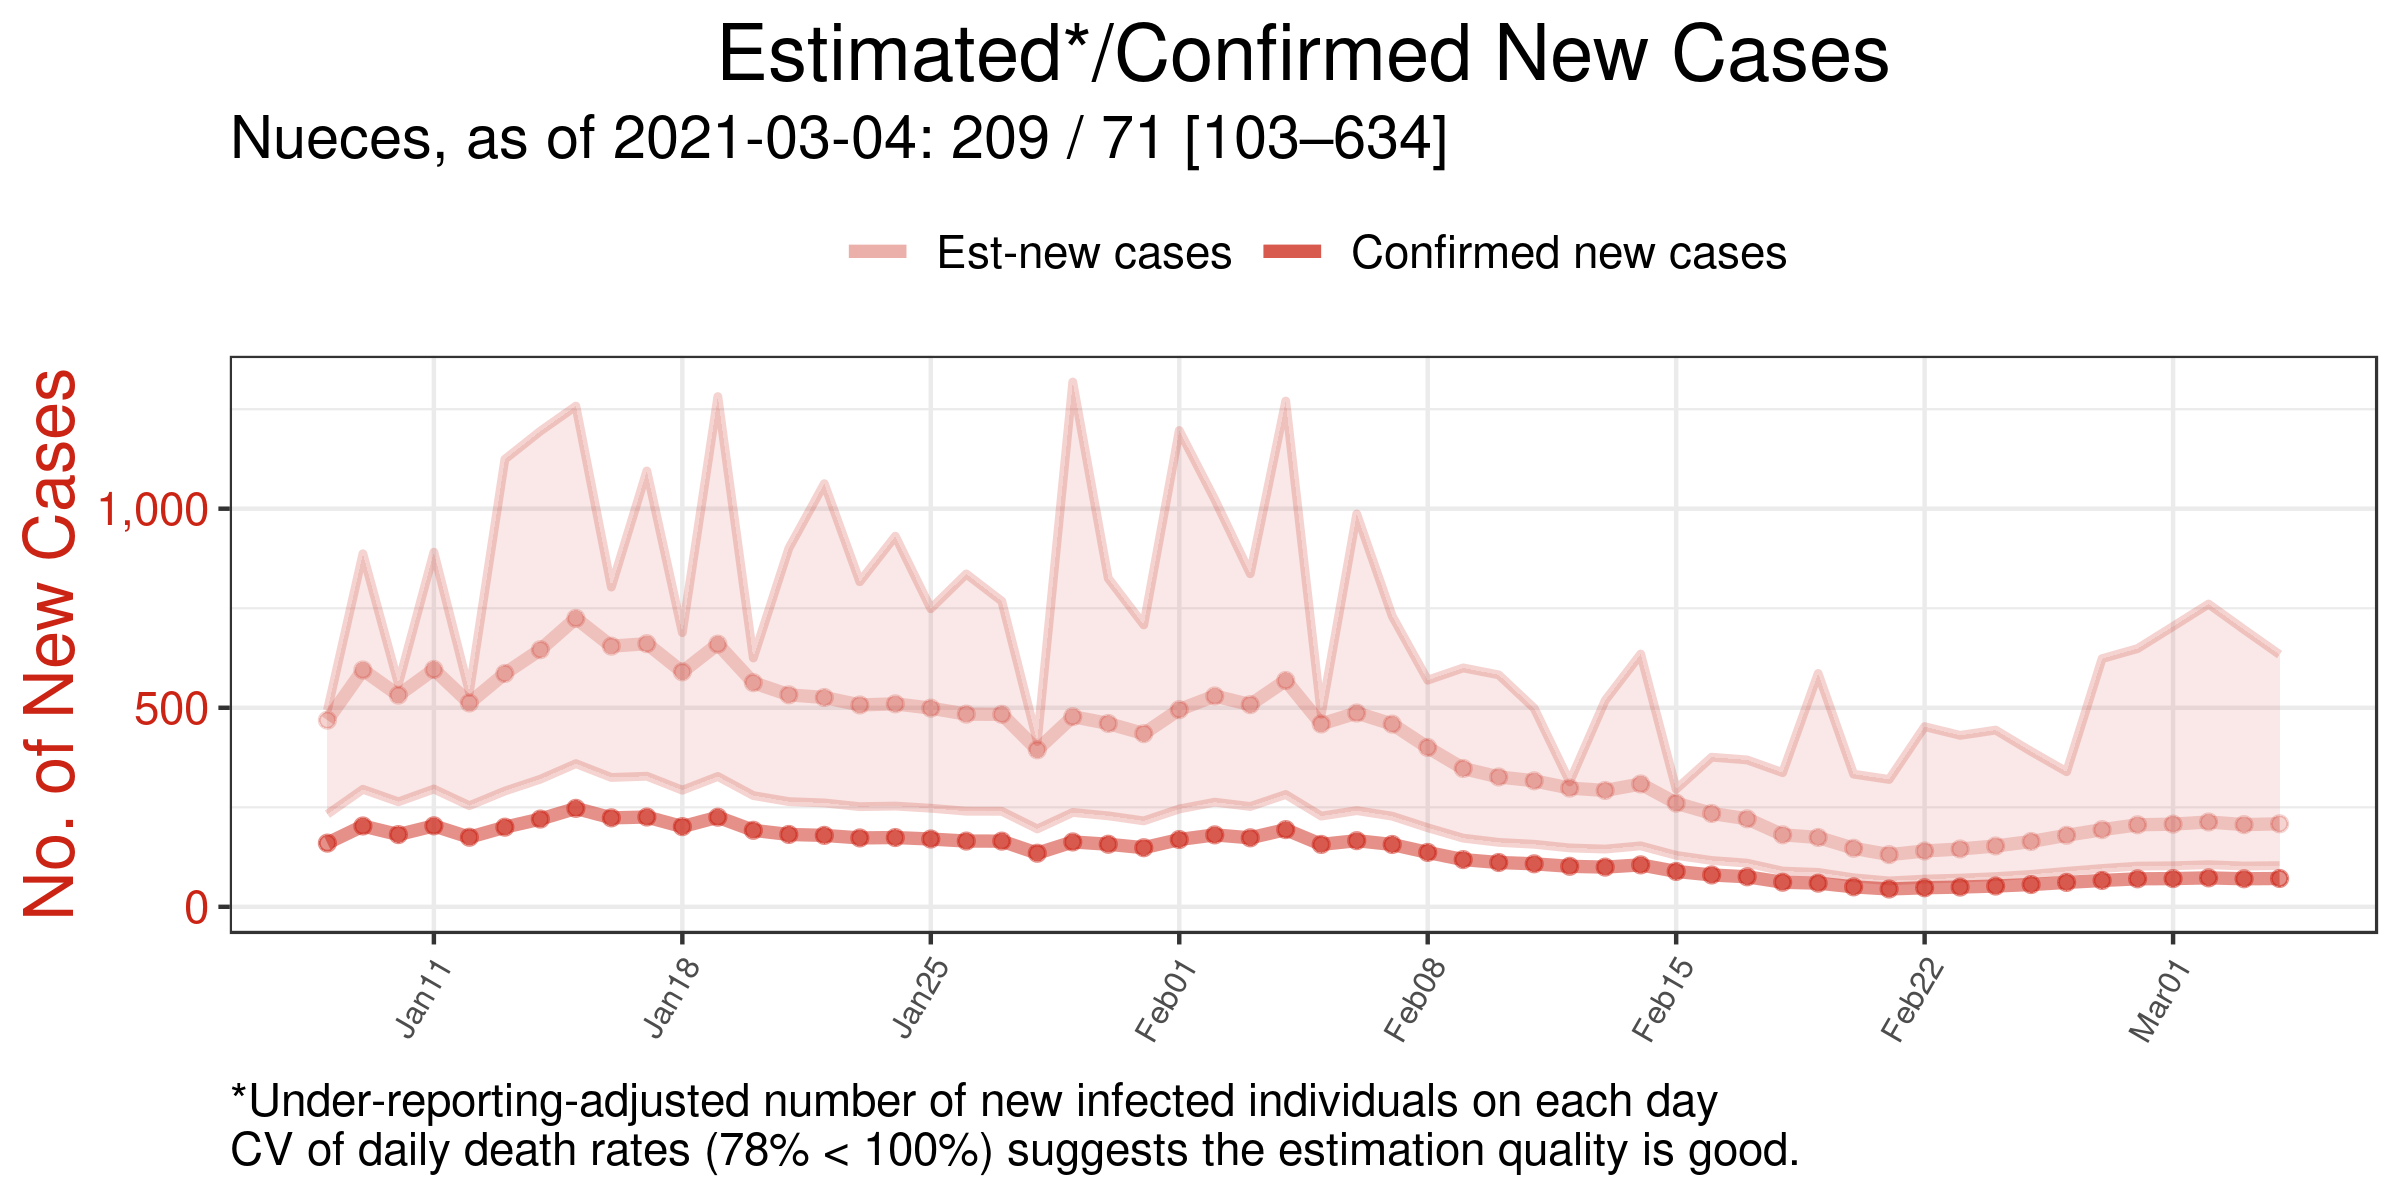 Estimated*/Confirmed New Cases
Nueces, as of 2021-03-04: 209 / 71 [103–634]
Est-new cases
Confirmed new cases
No. of New Cases
1,000
500
0
Jan11
Jan18
Jan25
Feb01
Feb08
Feb15
Feb22
Mar01
*Under-reporting-adjusted number of new infected individuals on each day
CV of daily death rates (78% < 100%) suggests the estimation quality is good.